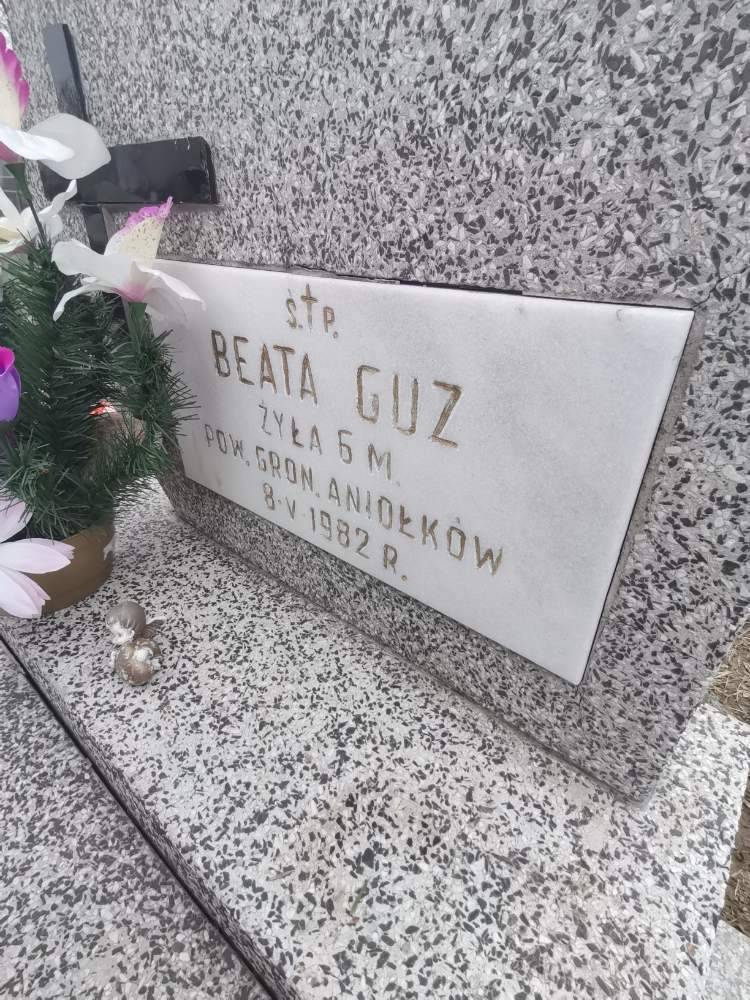 Ś.†P.
BEATA GUZ
ŻYŁA 6 M.
POW. GRON. ANIOŁKÓW
8-V-1982 R.